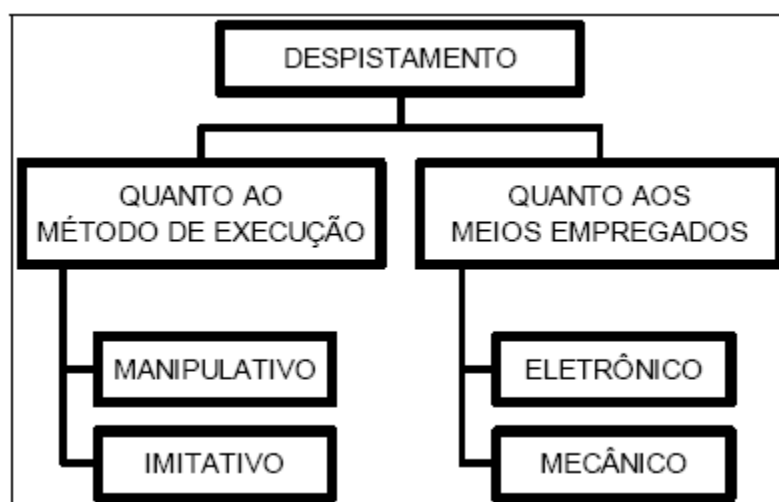 DESPISTAMENTO
QUANTO AO
MÉTODO DE EXECUÇÃO
QUANTO AOS
MEIOS EMPREGADOS
MANIPULATIVO
IMITATIVO
ELETRÔNICO
MECÂNICO